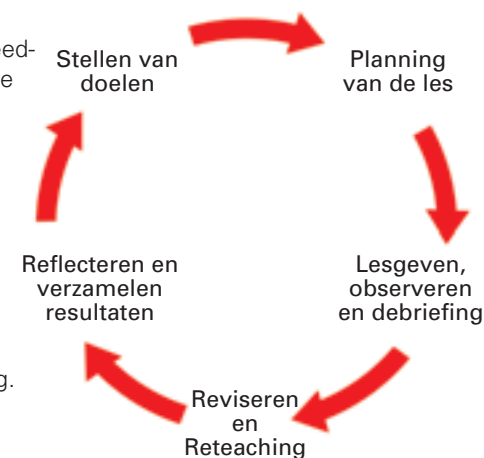 Stellen van
doelen
Planning
van de les
Lesgeven,
observeren
en debriefing
Reviseren
en
Reteaching
Reflecteren en
verzamelen
resultaten